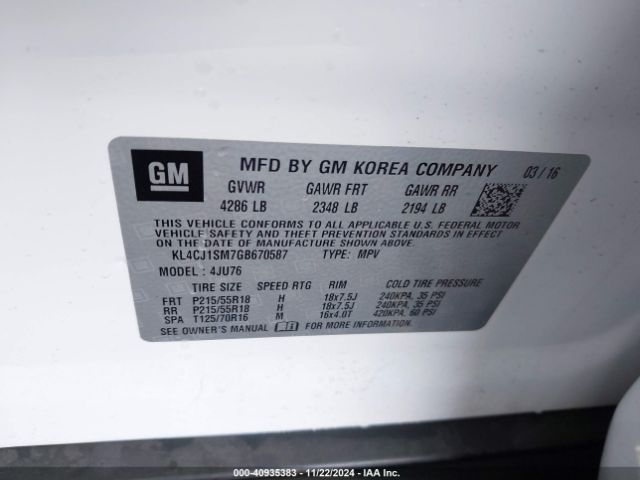 GM MFD BY GM KOREA COMPANY 03/16
GVWR GAWR FRT GAWR RR
4286 LB 2348 LB 2194 LB
THIS VEHICLE CONFORMS TO ALL APPLICABLE U.S. FEDERAL MOTOR
VEHICLE SAFETY AND THEFT PREVENTION STANDARDS IN EFFECT ON
THE DATE OF MANUFACTURE SHOWN ABOVE.
KL4CJ1SM7GB670587 TYPE: MPV
MODEL : 4JU76
TIRE SIZE SPEED RTG RIM COLD TIRE PRESSURE
FRT P215/55R18 H 18x7.5J 240KPA, 35 PSI
RR P215/55R18 H 18x7.5J 240KPA, 35 PSI
SPA T125/70R16 M 16x4.0T 420KPA, 60 PSI
SEE OWNER'S MANUAL FOR MORE INFORMATION.
000-40935383 - 11/22/2024 - IAA Inc.